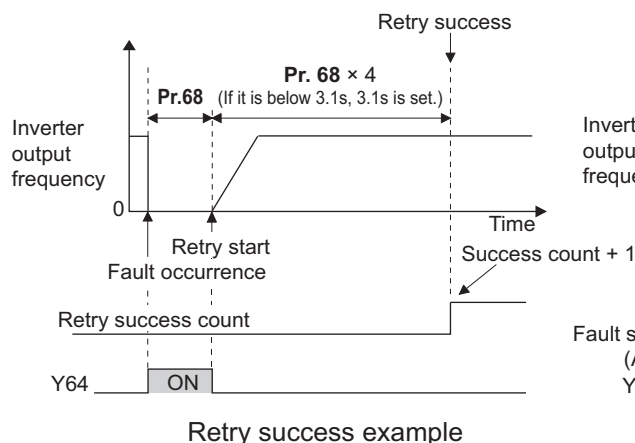 Retry success
Pr. 68 × 4
Pr.68
(If it is below 3.1s, 3.1s is set.)
Inverter
output
frequency
0
Time
Retry start
Fault occurrence
Success count + 1
Retry success count
Y64
ON
Retry success example
Invert
outpu
freque
Fault s
(A
Y